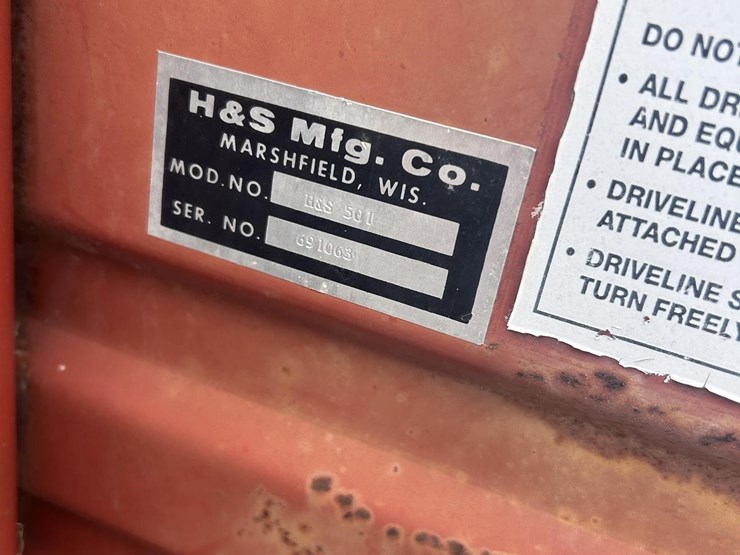 H&S Mfg. Co.
MARSHFIELD, WIS.
MOD. NO. H&S 501
SER. NO. 691063
DO NOT
• ALL DRI
AND EQU
IN PLACE
• DRIVELINE
ATTACHED
• DRIVELINE S
TURN FREELY